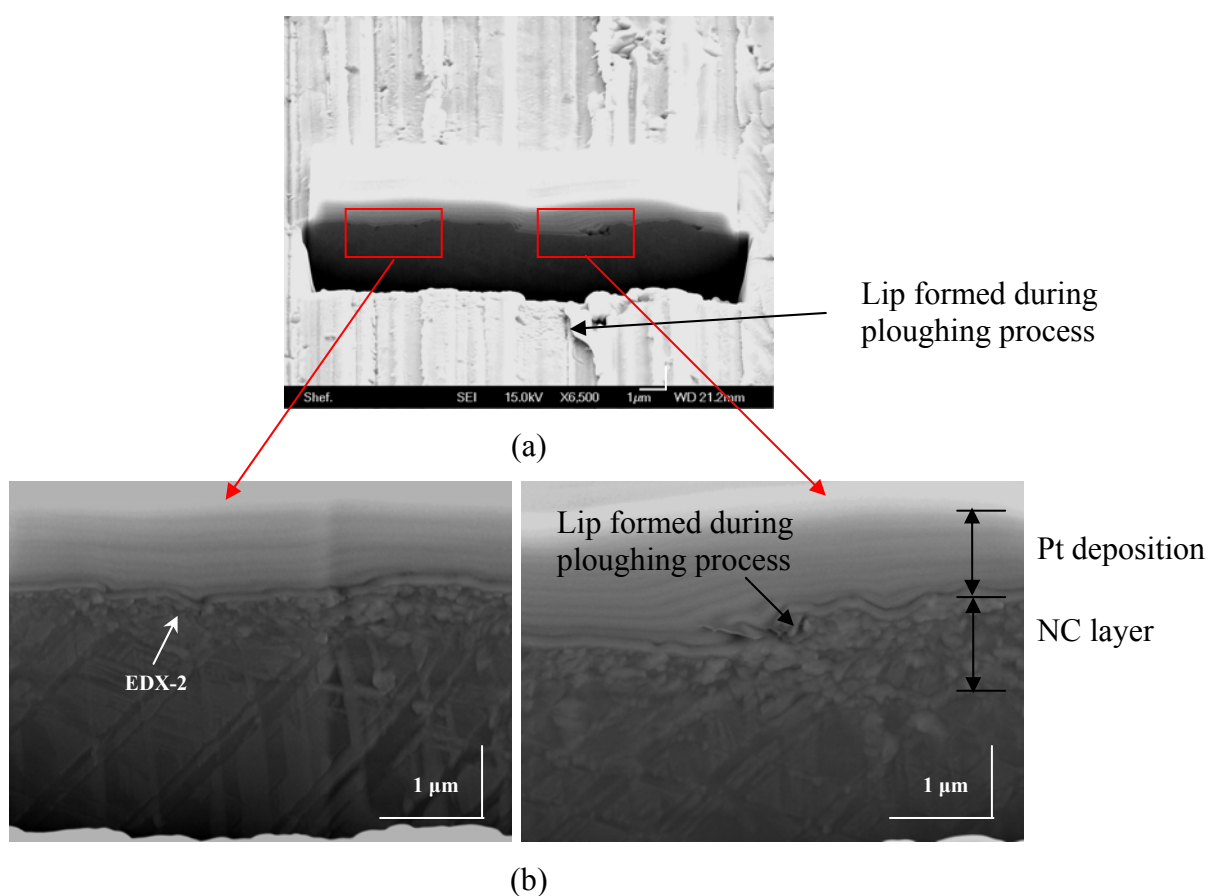 Lip formed during
ploughing process
Shef. SEI 15.0kV X6,500 1μm WD 21.2mm
(a)
Lip formed during
ploughing process
Pt deposition
NC layer
EDX-2
1 μm
1 μm
(b)